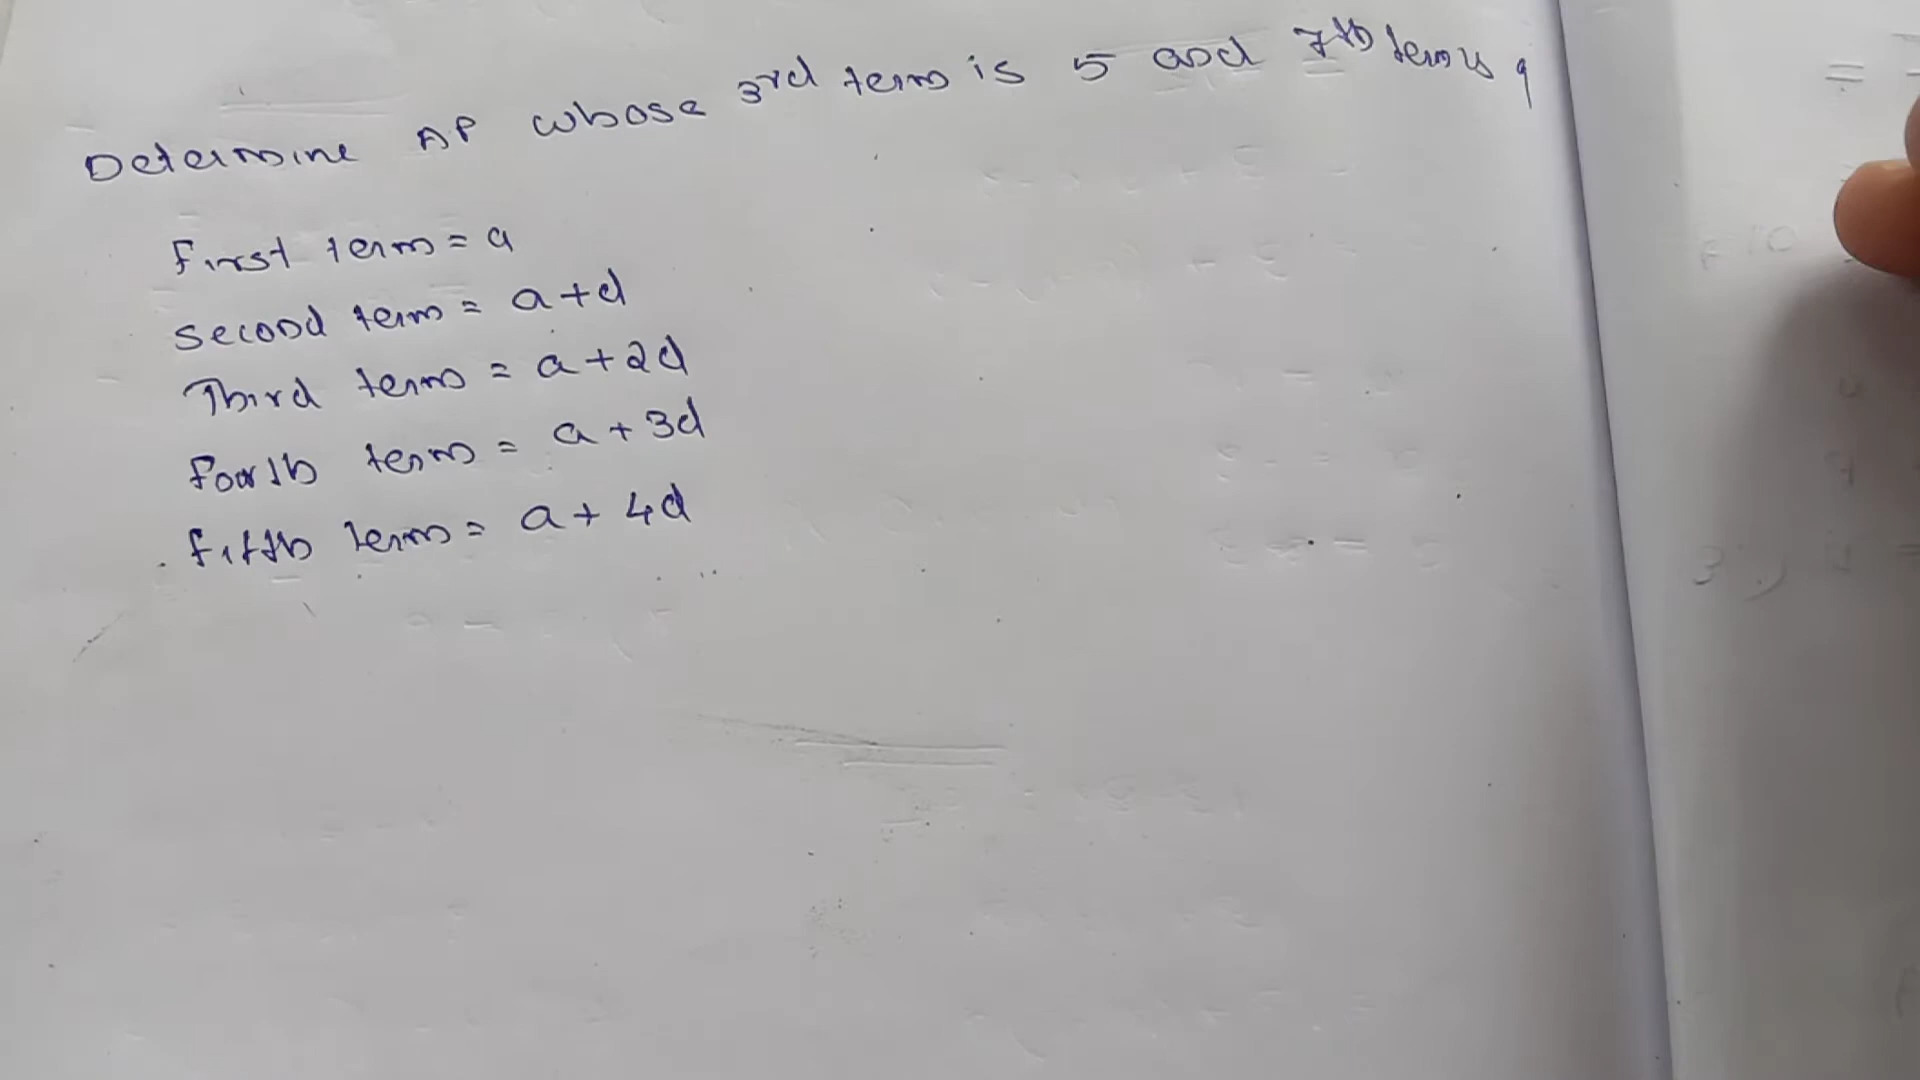 Determine AP whose 3rd term is 5 and 7th term is 9
First term = a
Second term = a+d
Third term = a+2d
Fourth term = a+3d
Fifth term = a+4d